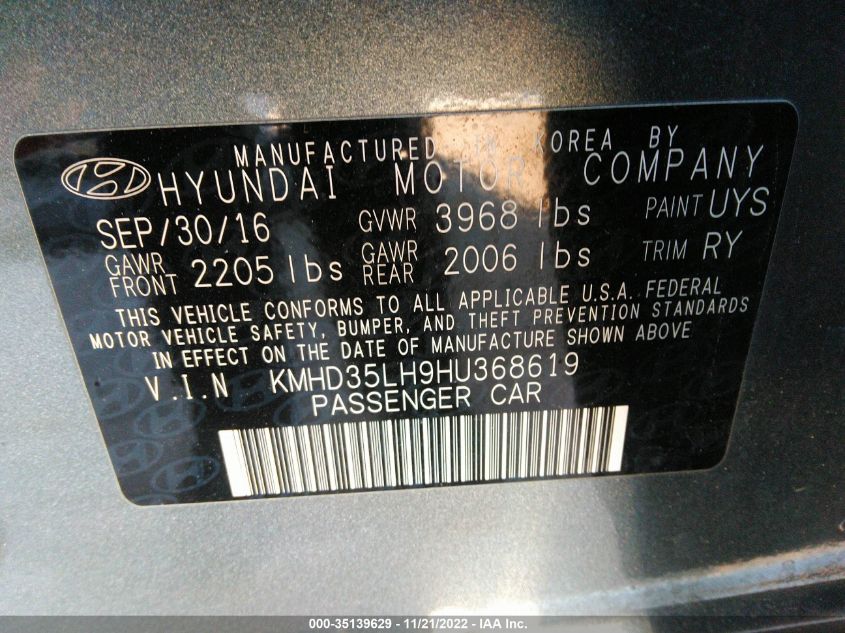 MANUFACTURED IN KOREA BY
HYUNDAI MOTOR COMPANY
SEP/30/16 GVWR 3968 lbs PAINT UYS
GAWR FRONT 2205 lbs GAWR REAR 2006 lbs TRIM RY
THIS VEHICLE CONFORMS TO ALL APPLICABLE U.S.A. FEDERAL
MOTOR VEHICLE SAFETY, BUMPER, AND THEFT PREVENTION STANDARDS
IN EFFECT ON THE DATE OF MANUFACTURE SHOWN ABOVE
V.I.N KMHD35LH9HU368619
PASSENGER CAR
000-35139629 - 11/21/2022 - IAA Inc.